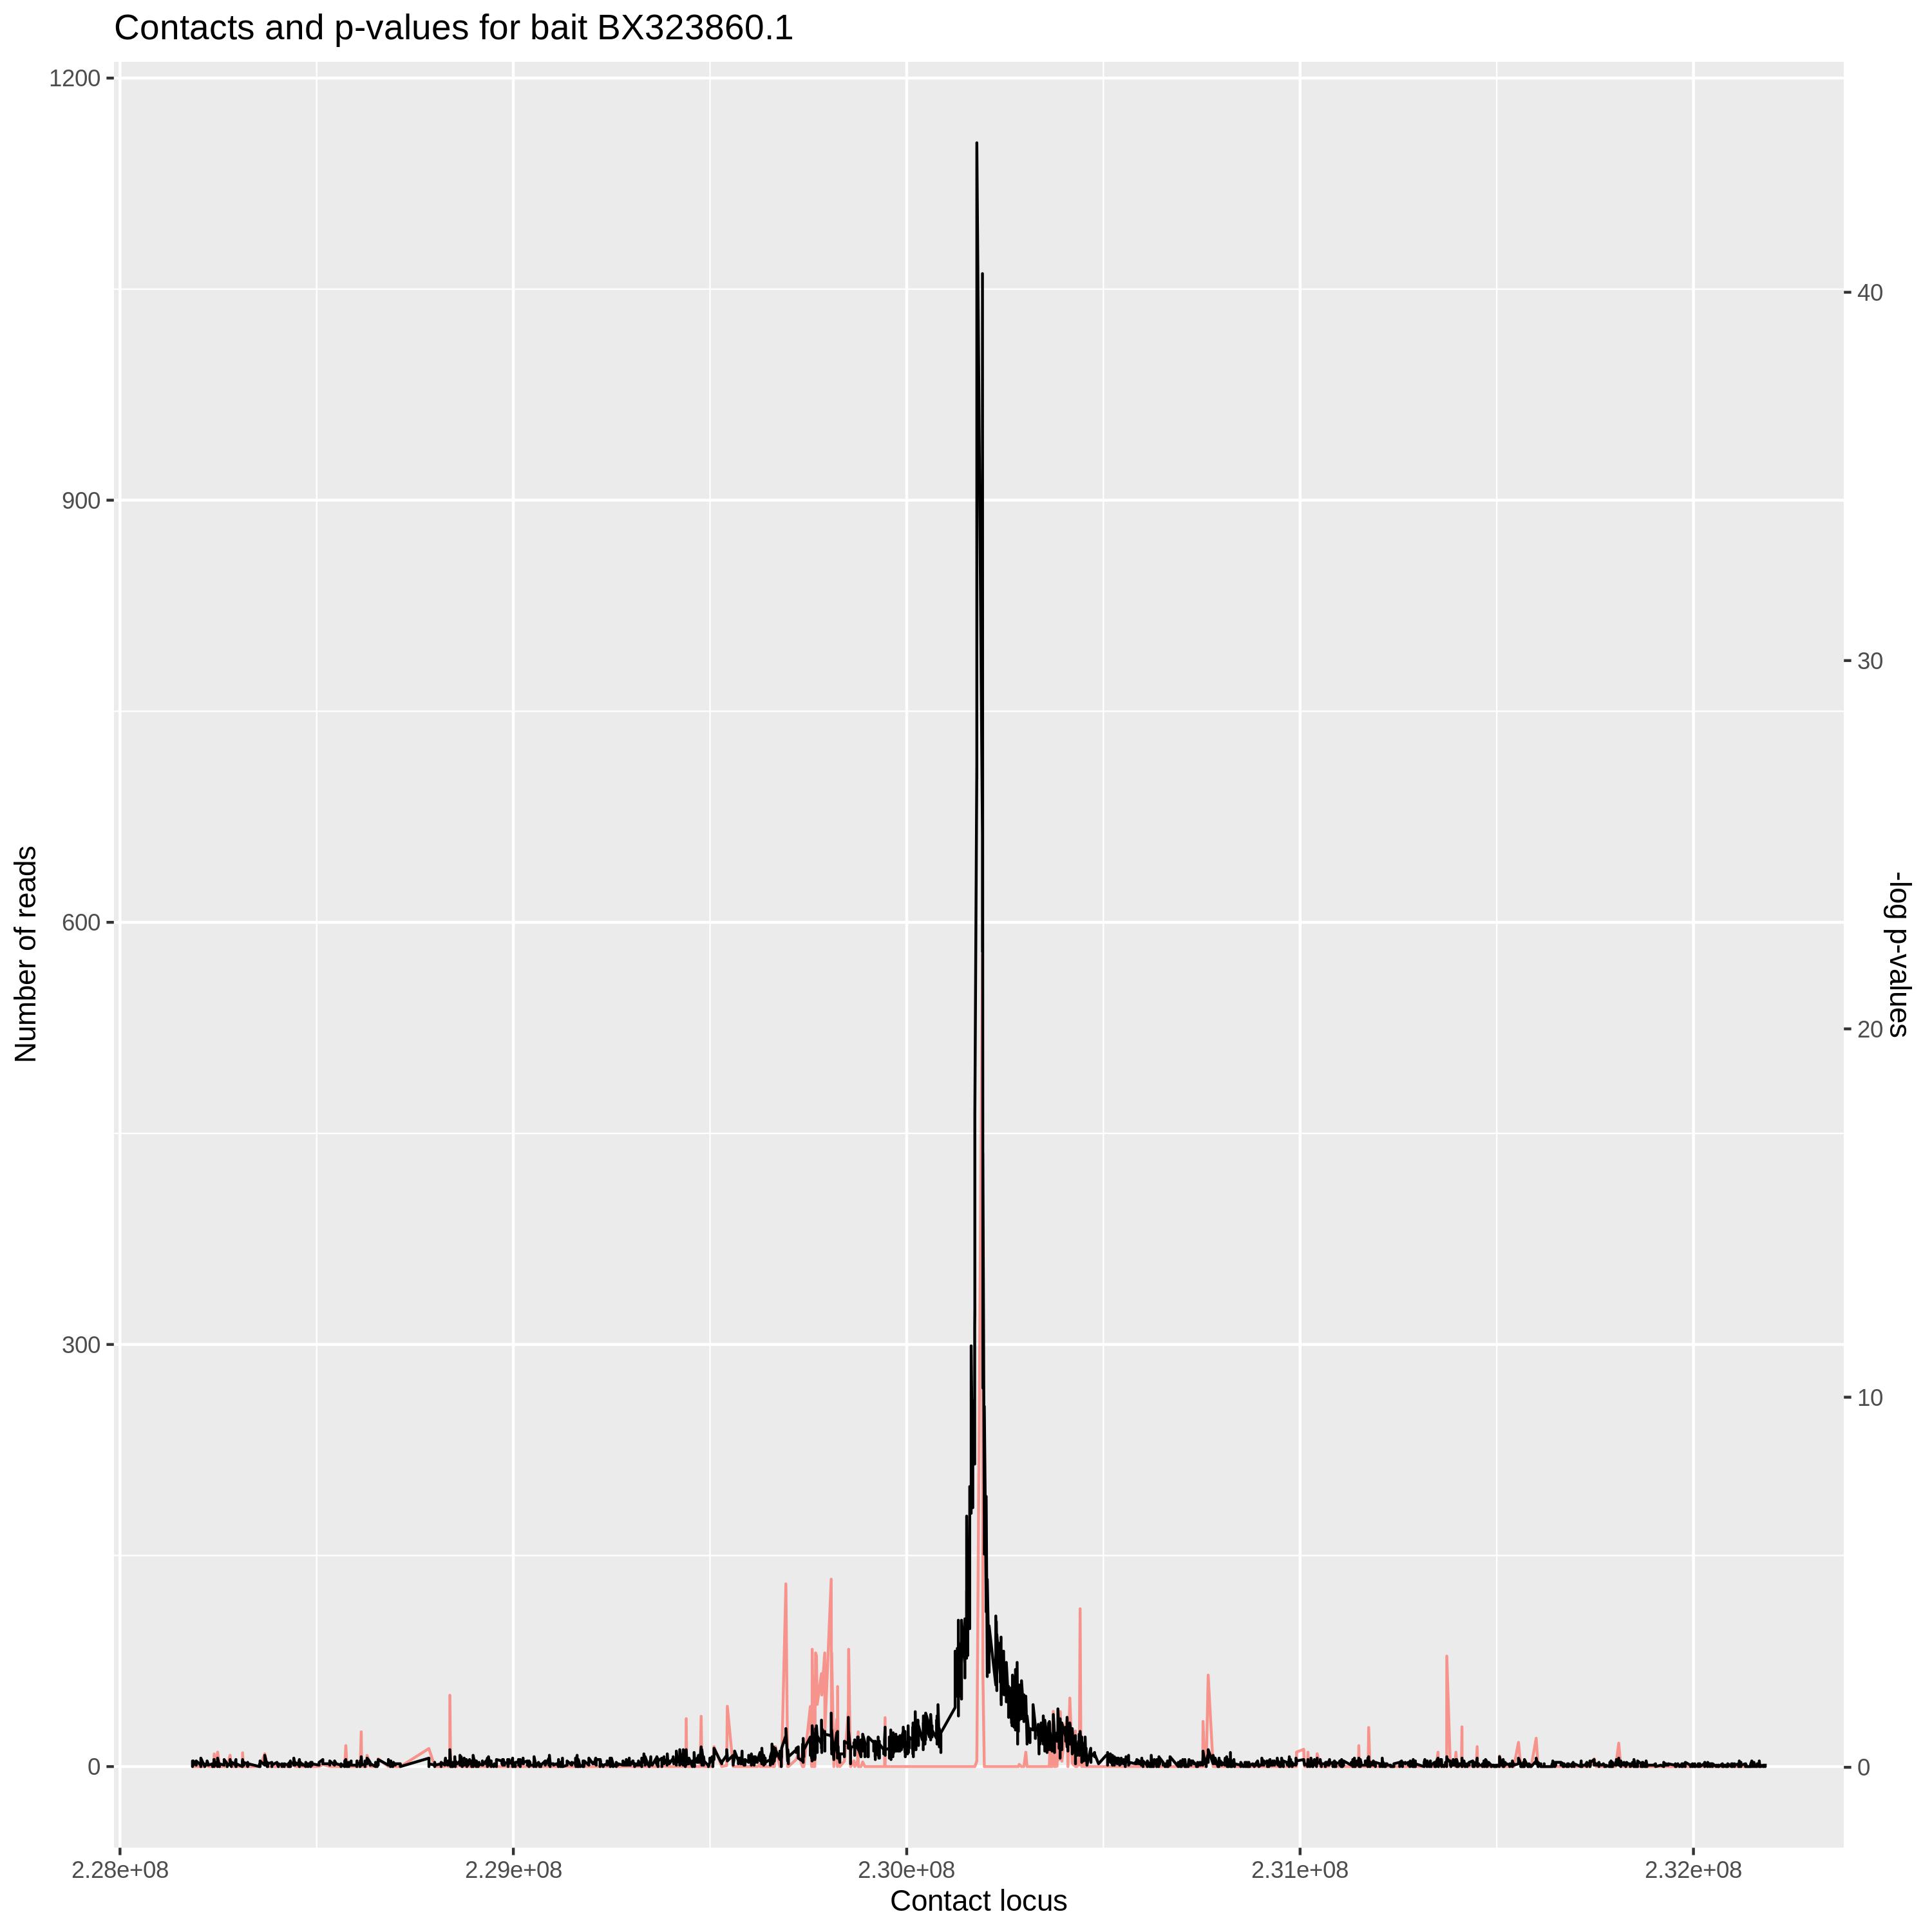 Contacts and p-values for bait BX323860.1
1200
900
600
300
0
Number of reads
40
30
20
10
0
-log p-values
2.28e+08
2.29e+08
2.30e+08
2.31e+08
2.32e+08
Contact locus